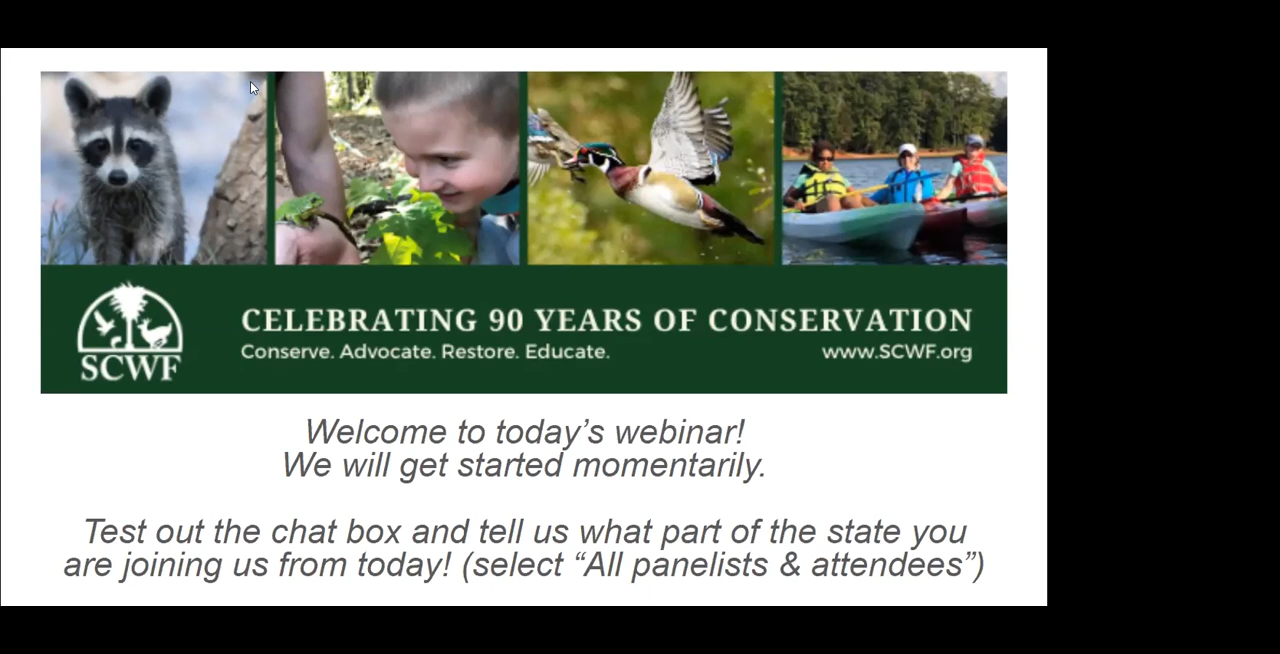 CELEBRATING 90 YEARS OF CONSERVATION
Conserve. Advocate. Restore. Educate. www.SCWF.org
SCWF
Welcome to today’s webinar!
We will get started momentarily.
Test out the chat box and tell us what part of the state you
are joining us from today! (select “All panelists & attendees”)